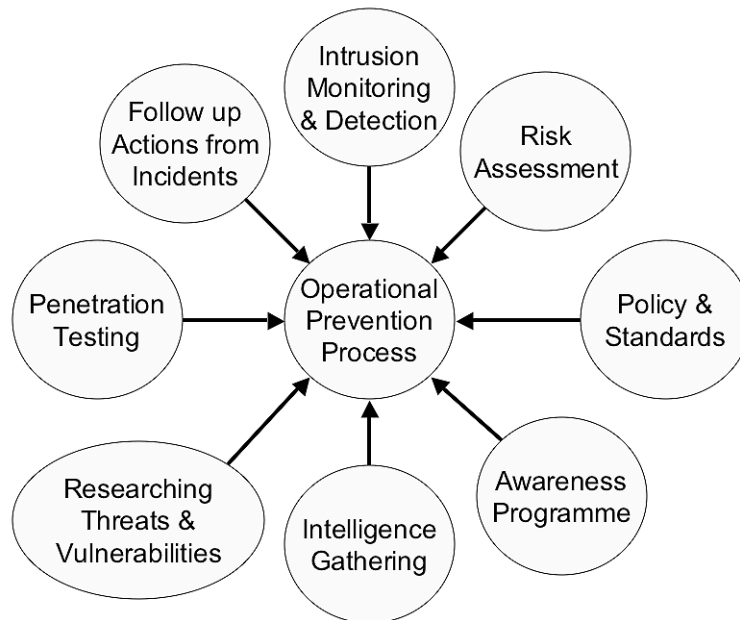 Intrusion
Monitoring
& Detection
Follow up
Actions from
Incidents
Risk
Assessment
Operational
Prevention
Process
Penetration
Testing
Policy &
Standards
Researching
Threats &
Vulnerabilities
Intelligence
Gathering
Awareness
Programme